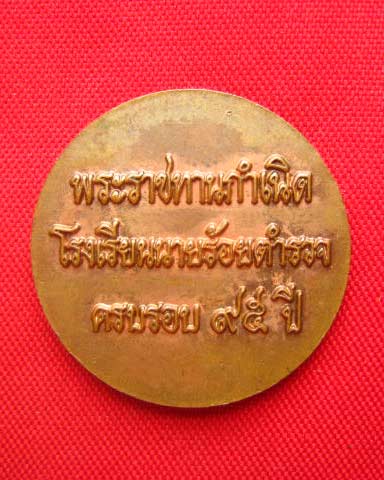 พระราชทานกำเนิด
โรงเรียนนายร้อยตำรวจ
ครบรอบ ๙๕ ปี